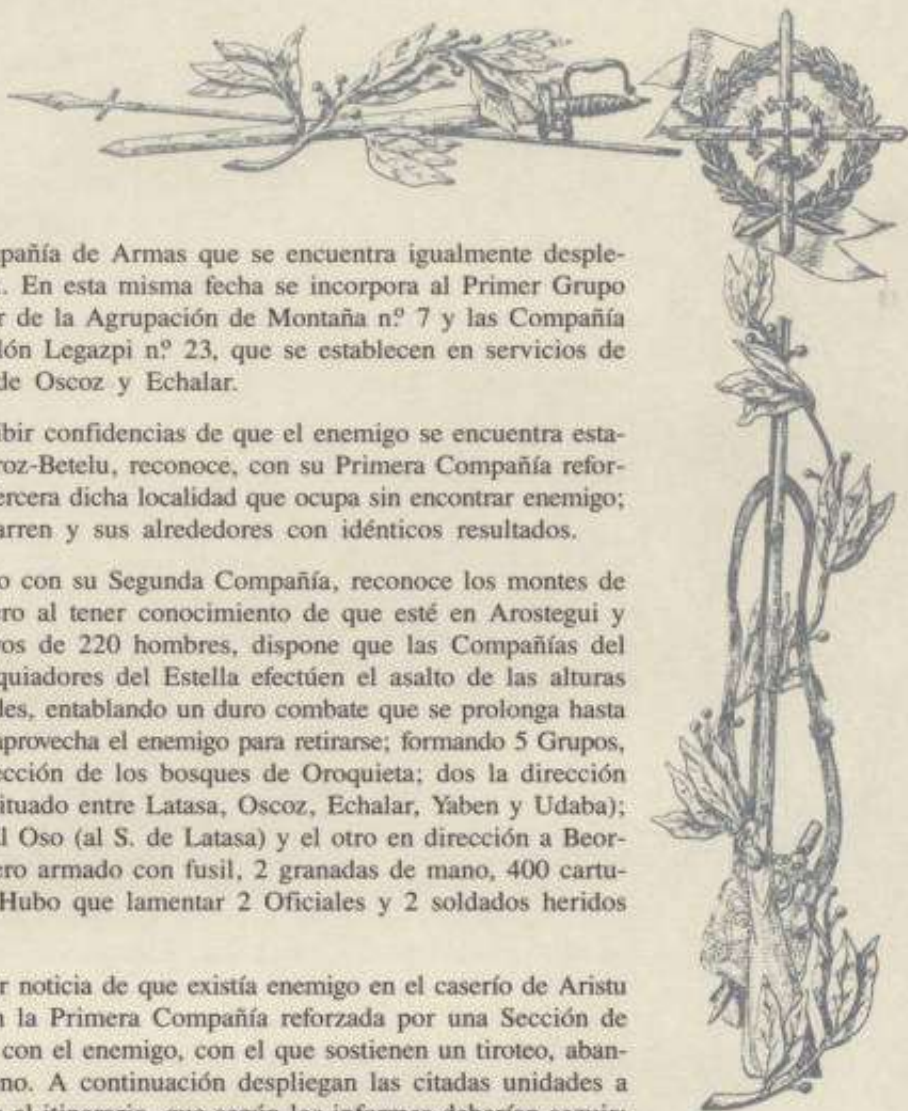 pañía de Armas que se encuentra igualmente desple-
. En esta misma fecha se incorpora al Primer Grupo
r de la Agrupación de Montaña n.º 7 y las Compañía
lón Legazpi n.º 23, que se establecen en servicios de
de Oscoz y Echalar.
ibir confidencias de que el enemigo se encuentra esta-
roz-Betelu, reconoce, con su Primera Compañía refor-
ercera dicha localidad que ocupa sin encontrar enemigo;
arren y sus alrededores con idénticos resultados.
o con su Segunda Compañía, reconoce los montes de
ero al tener conocimiento de que esté en Arostegui y
ros de 220 hombres, dispone que las Compañías del
quiadores del Estella efectúen el asalto de las alturas
les, entablando un duro combate que se prolonga hasta
aprovecha el enemigo para retirarse; formando 5 Grupos,
ección de los bosques de Oroquieta; dos la dirección
ituado entre Latasa, Oscoz, Echalar, Yaben y Udaba);
l Oso (al S. de Latasa) y el otro en dirección a Beor-
ero armado con fusil, 2 granadas de mano, 400 cartu-
Hubo que lamentar 2 Oficiales y 2 soldados heridos
r noticia de que existía enemigo en el caserío de Aristu
n la Primera Compañía reforzada por una Sección de
con el enemigo, con el que sostienen un tiroteo, aban-
no. A continuación despliegan las citadas unidades a
el itinerario, que según los informes deberían seguir